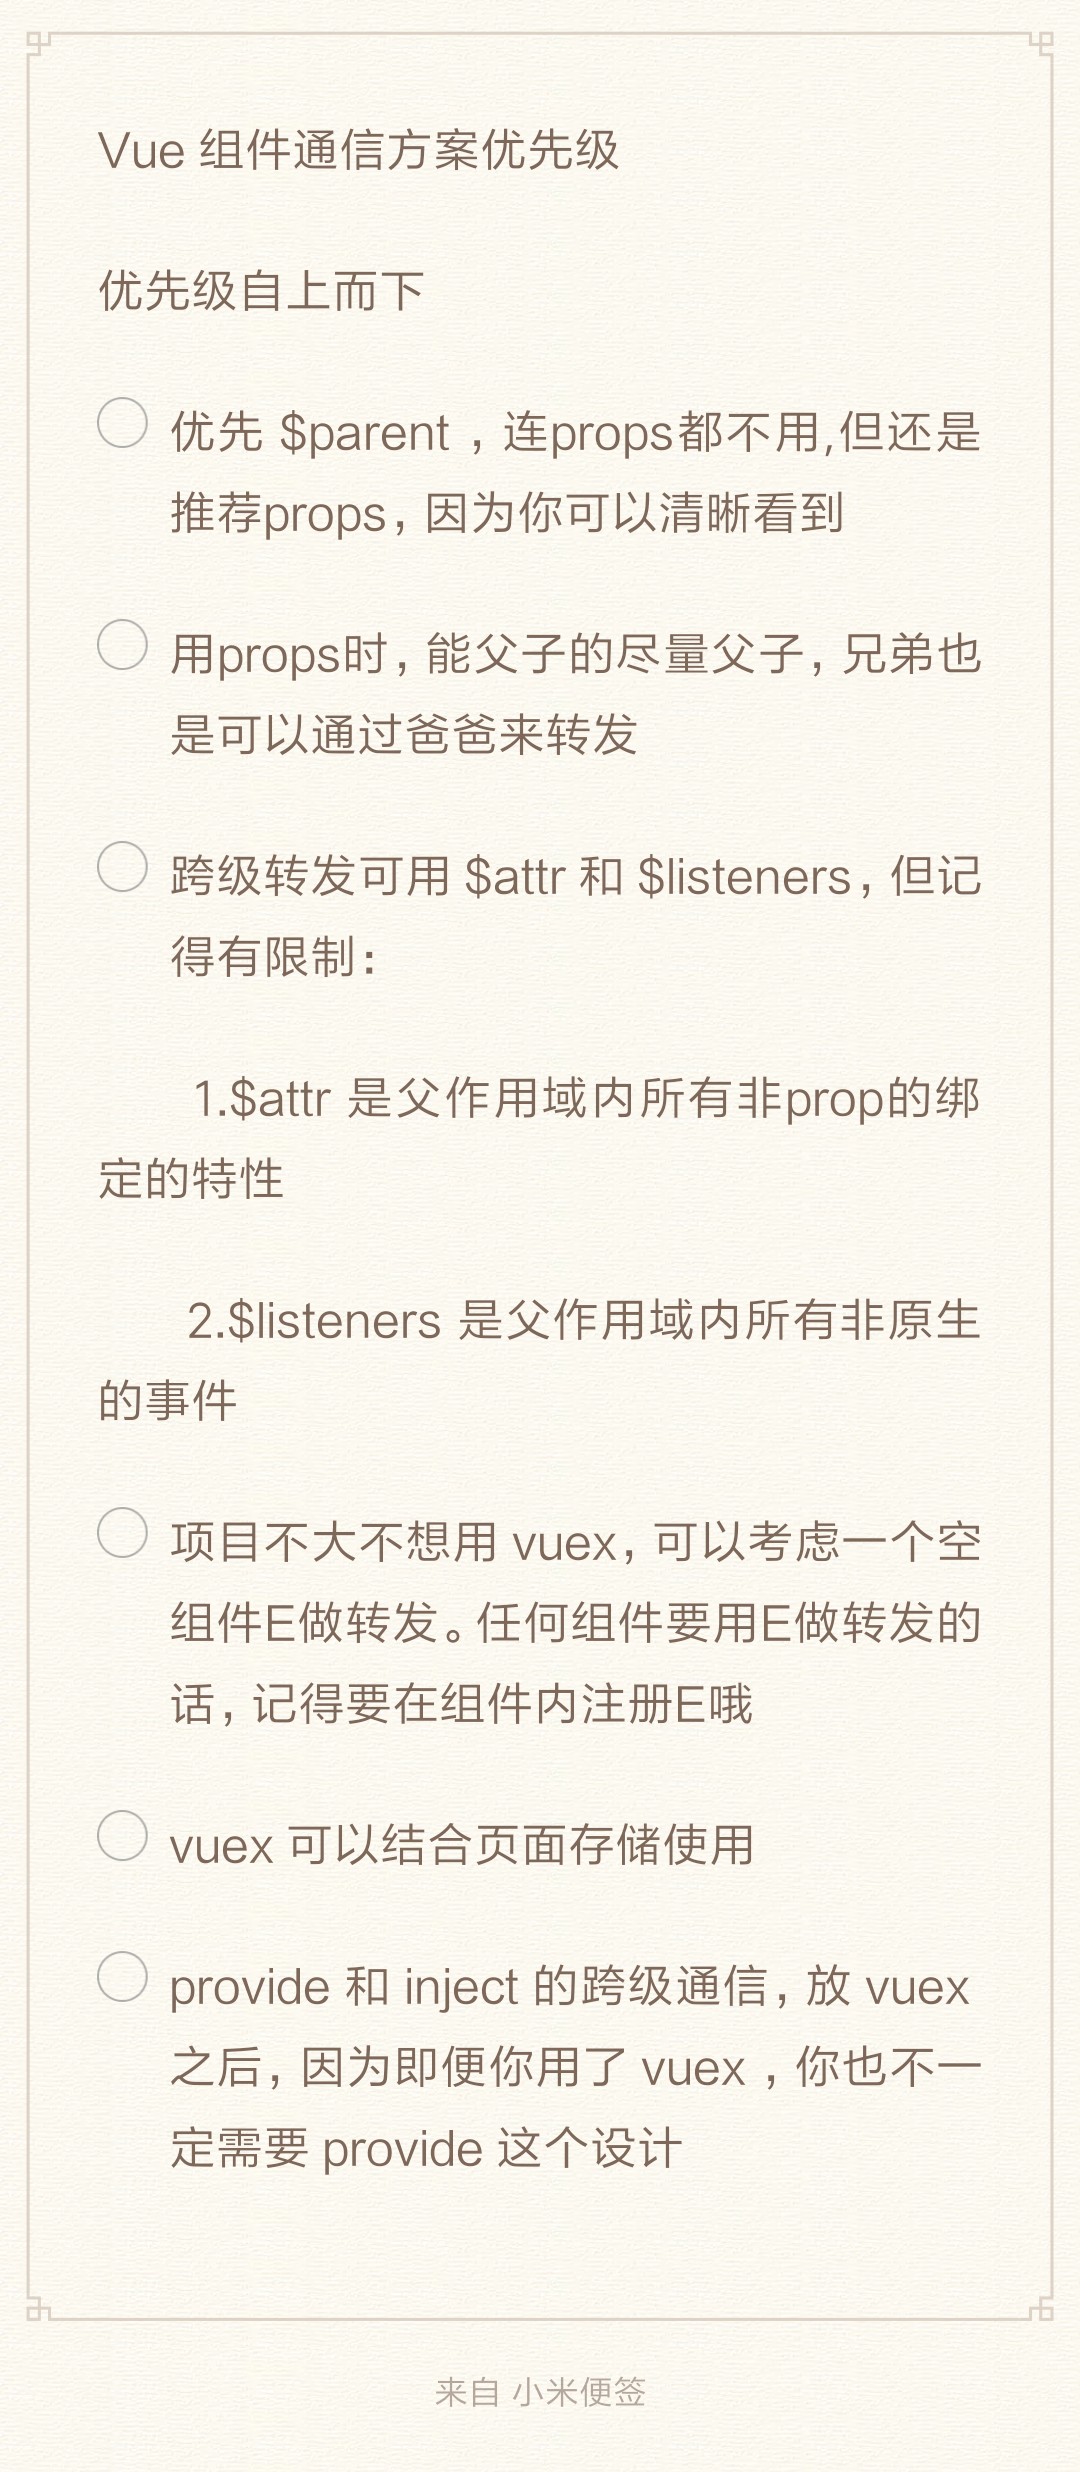 Vue 组件通信方案优先级
优先级自上而下
优先 $parent ，连props都不用,但还是
推荐props，因为你可以清晰看到
用props时，能父子的尽量父子，兄弟也
是可以通过爸爸来转发
跨级转发可用 $attr 和 $listeners，但记
得有限制：
1.$attr 是父作用域内所有非prop的绑
定的特性
2.$listeners 是父作用域内所有非原生
的事件
项目不大不想用 vuex，可以考虑一个空
组件E做转发。任何组件要用E做转发的
话，记得要在组件内注册E哦
vuex 可以结合页面存储使用
provide 和 inject 的跨级通信，放 vuex
之后，因为即便你用了 vuex ，你也不一
定需要 provide 这个设计
来自 小米便签